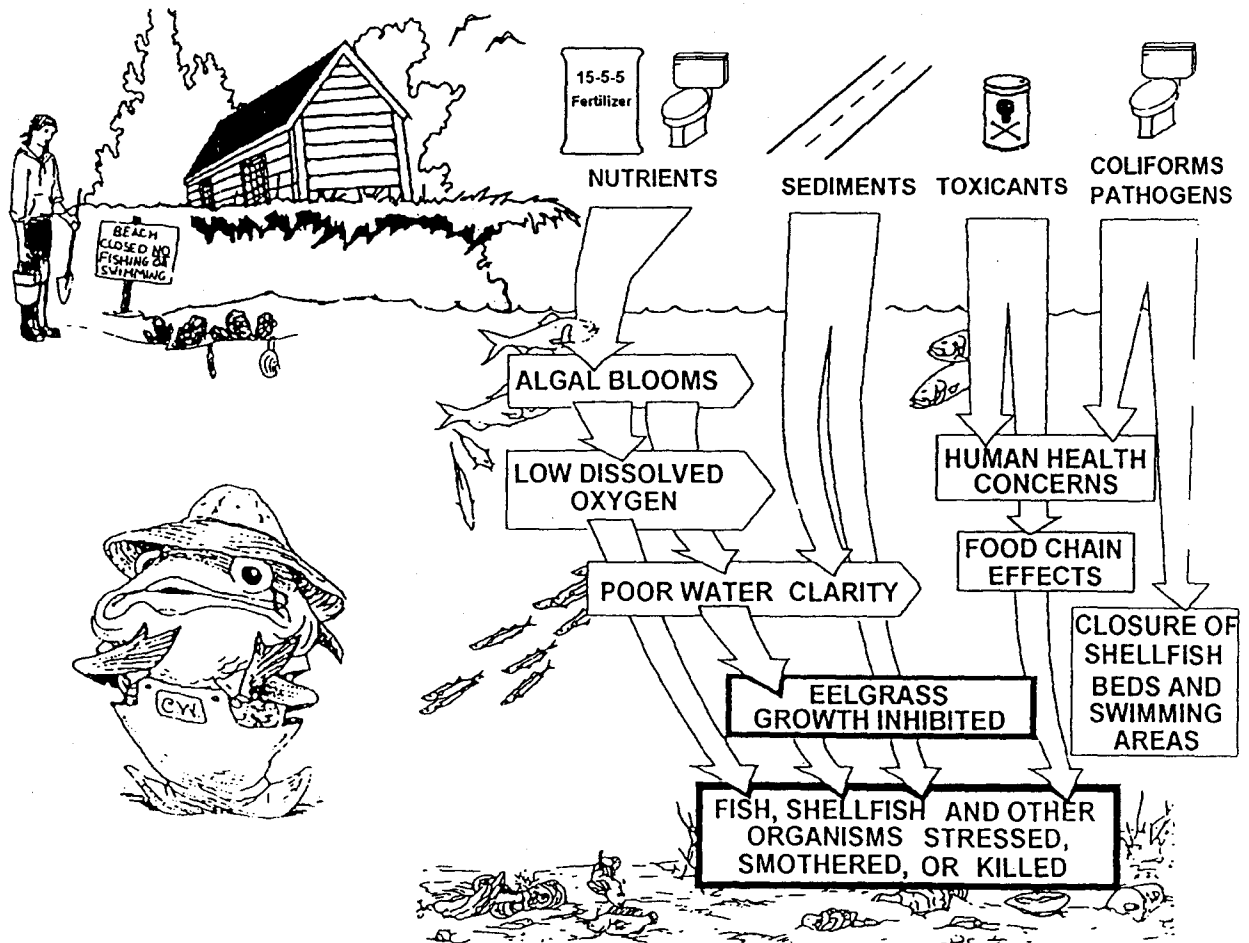 15-5-5
Fertilizer
NUTRIENTS
SEDIMENTS
TOXICANTS
COLIFORMS
PATHOGENS
BEACH
CLOSED NO
FISHING OR
SWIMMING
ALGAL BLOOMS
LOW DISSOLVED
OXYGEN
HUMAN HEALTH
CONCERNS
FOOD CHAIN
EFFECTS
POOR WATER CLARITY
CLOSURE OF
SHELLFISH
BEDS AND
SWIMMING
AREAS
EELGRASS
GROWTH INHIBITED
FISH, SHELLFISH AND OTHER
ORGANISMS STRESSED,
SMOTHERED, OR KILLED